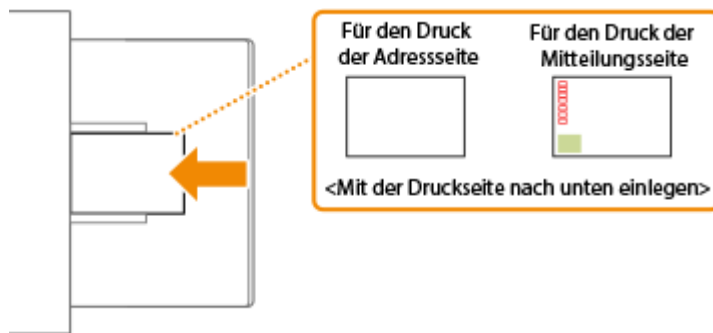 Für den Druck
der Adressseite
Für den Druck der
Mitteilungsseite
<Mit der Druckseite nach unten einlegen>